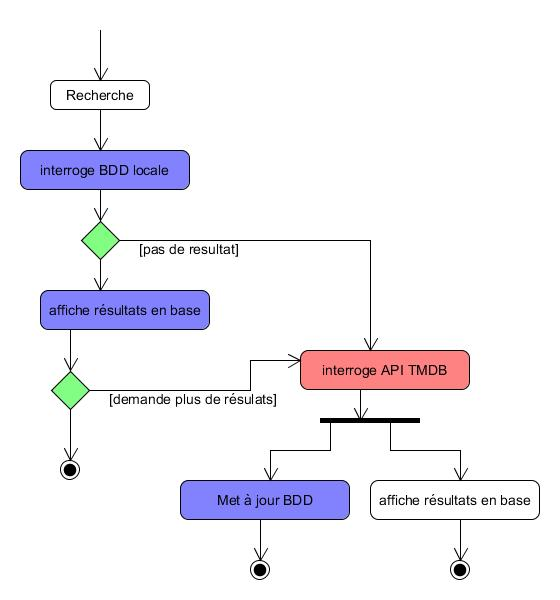 Recherche
interroge BDD locale
[pas de resultat]
affiche résultats en base
interroge API TMDB
[demande plus de résulats]
Met à jour BDD
affiche résultats en base